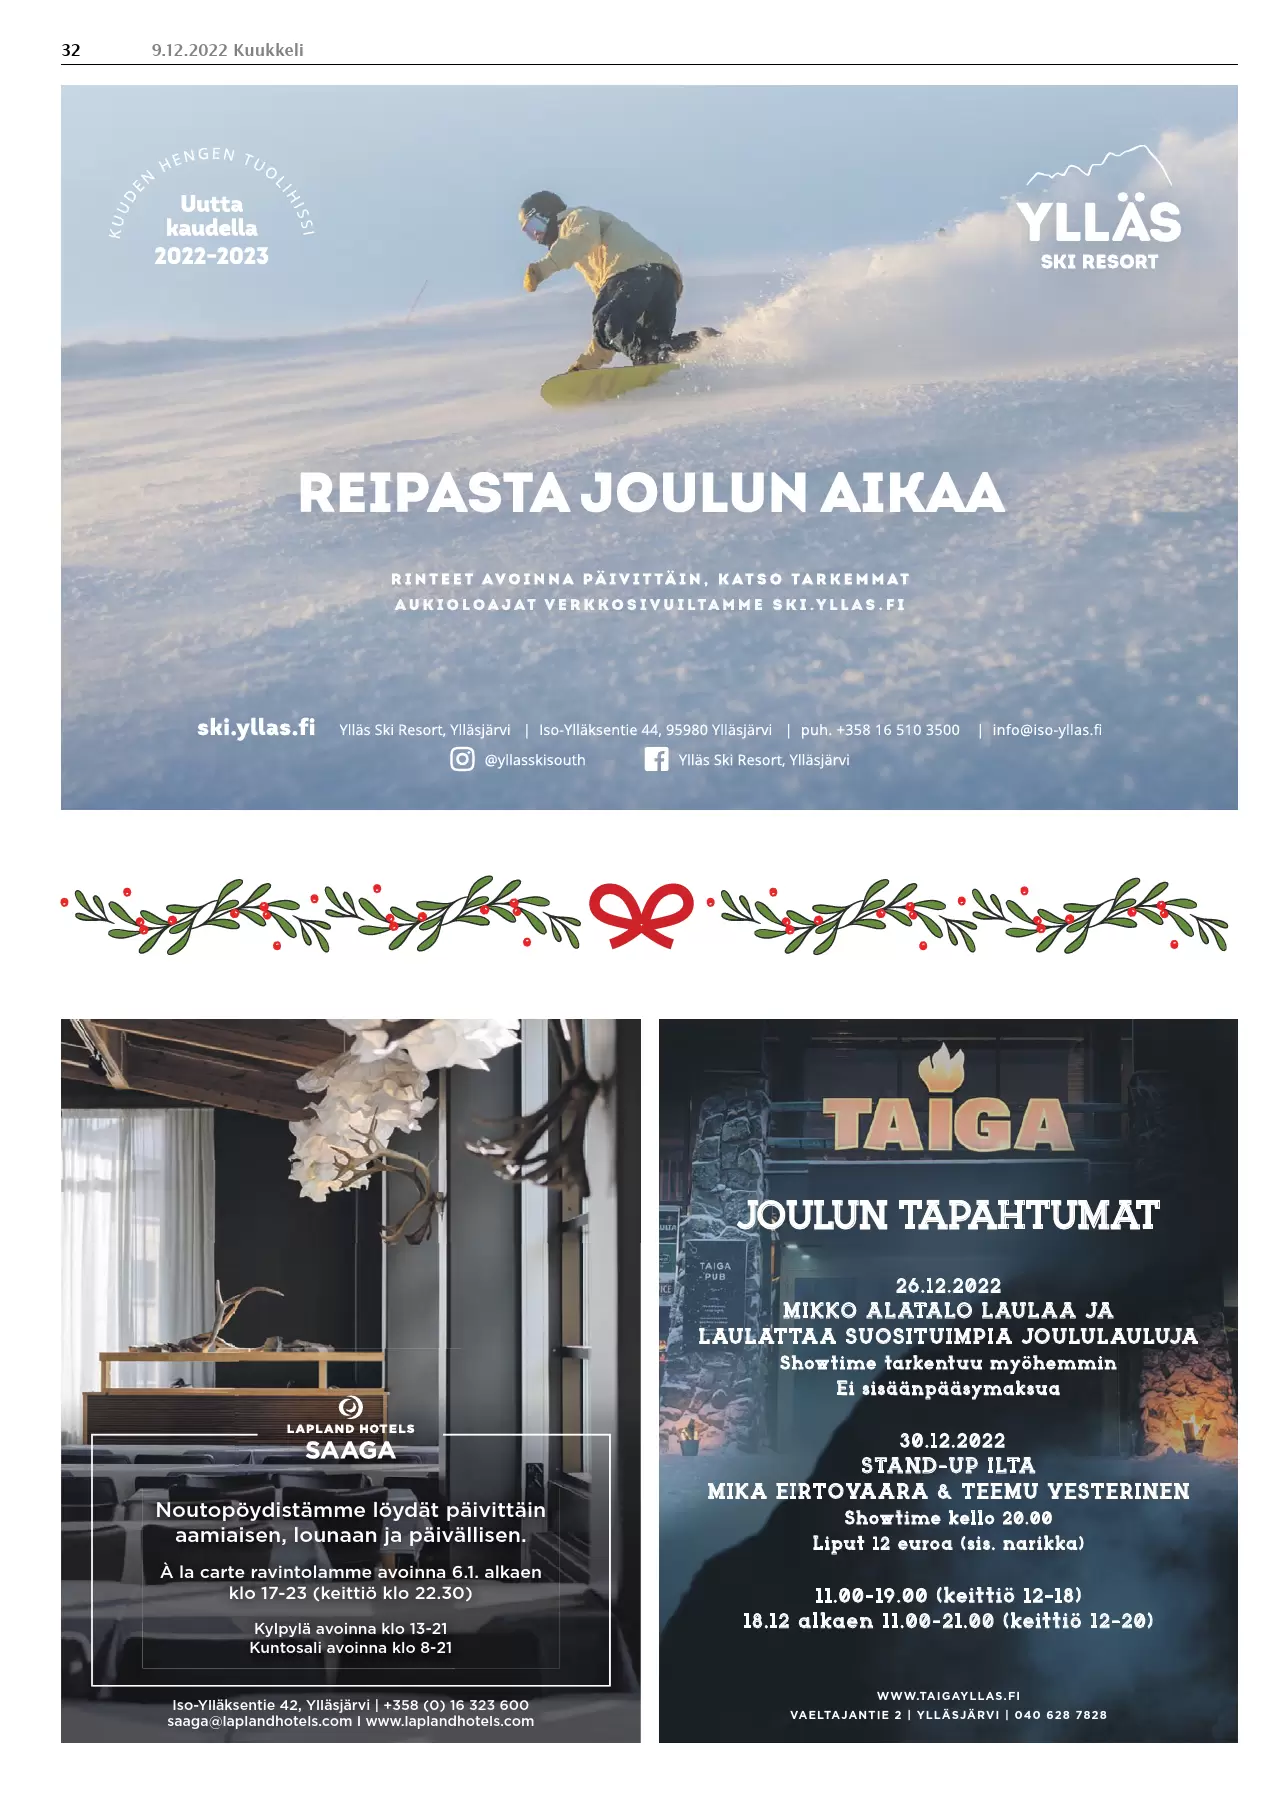 32 9.12.2022 Kuukkeli
KUUDEN HENGEN TUOLIHISSI
Uutta
kaudella
2022-2023
YLLÄS
SKI RESORT
REIPASTA JOULUN AIKAA
RINTEET AVOINNA PÄIVITTÄIN, KATSO TARKEMMAT
AUKIOLOAJAT VERKKOSIVUILTAMME SKI.YLLAS.FI
ski.yllas.fi Ylläs Ski Resort, Ylläsjärvi | Iso-Ylläksentie 44, 95980 Ylläsjärvi | puh. +358 16 510 3500 | info@iso-yllas.fi
@yllasskisouth Ylläs Ski Resort, Ylläsjärvi
LAPLAND HOTELS
SAAGA
Noutopöydistämme löydät päivittäin
aamiaisen, lounaan ja päivällisen.
À la carte ravintolamme avoinna 6.1. alkaen
klo 17-23 (keittiö klo 22.30)
Kylpylä avoinna klo 13-21
Kuntosali avoinna klo 8-21
Iso-Ylläksentie 42, Ylläsjärvi | +358 (0) 16 323 600
saaga@laplandhotels.com I www.laplandhotels.com
TAIGA
JOULUN TAPAHTUMAT
TAIGA
PUB
26.12.2022
MIKKO ALATALO LAULAA JA
LAULATTAA SUOSITUIMPIA JOULULAULUJA
Showtime tarkentuu myöhemmin
Ei sisäänpääsymaksua
30.12.2022
STAND-UP ILTA
MIKA EIRTOVAARA & TEEMU VESTERINEN
Showtime kello 20.00
Liput 12 euroa (sis. narikka)
11.00-19.00 (keittiö 12-18)
18.12 alkaen 11.00-21.00 (keittiö 12-20)
WWW.TAIGAYLLAS.FI
VAELTAJANTIE 2 | YLLÄSJÄRVI | 040 628 7828